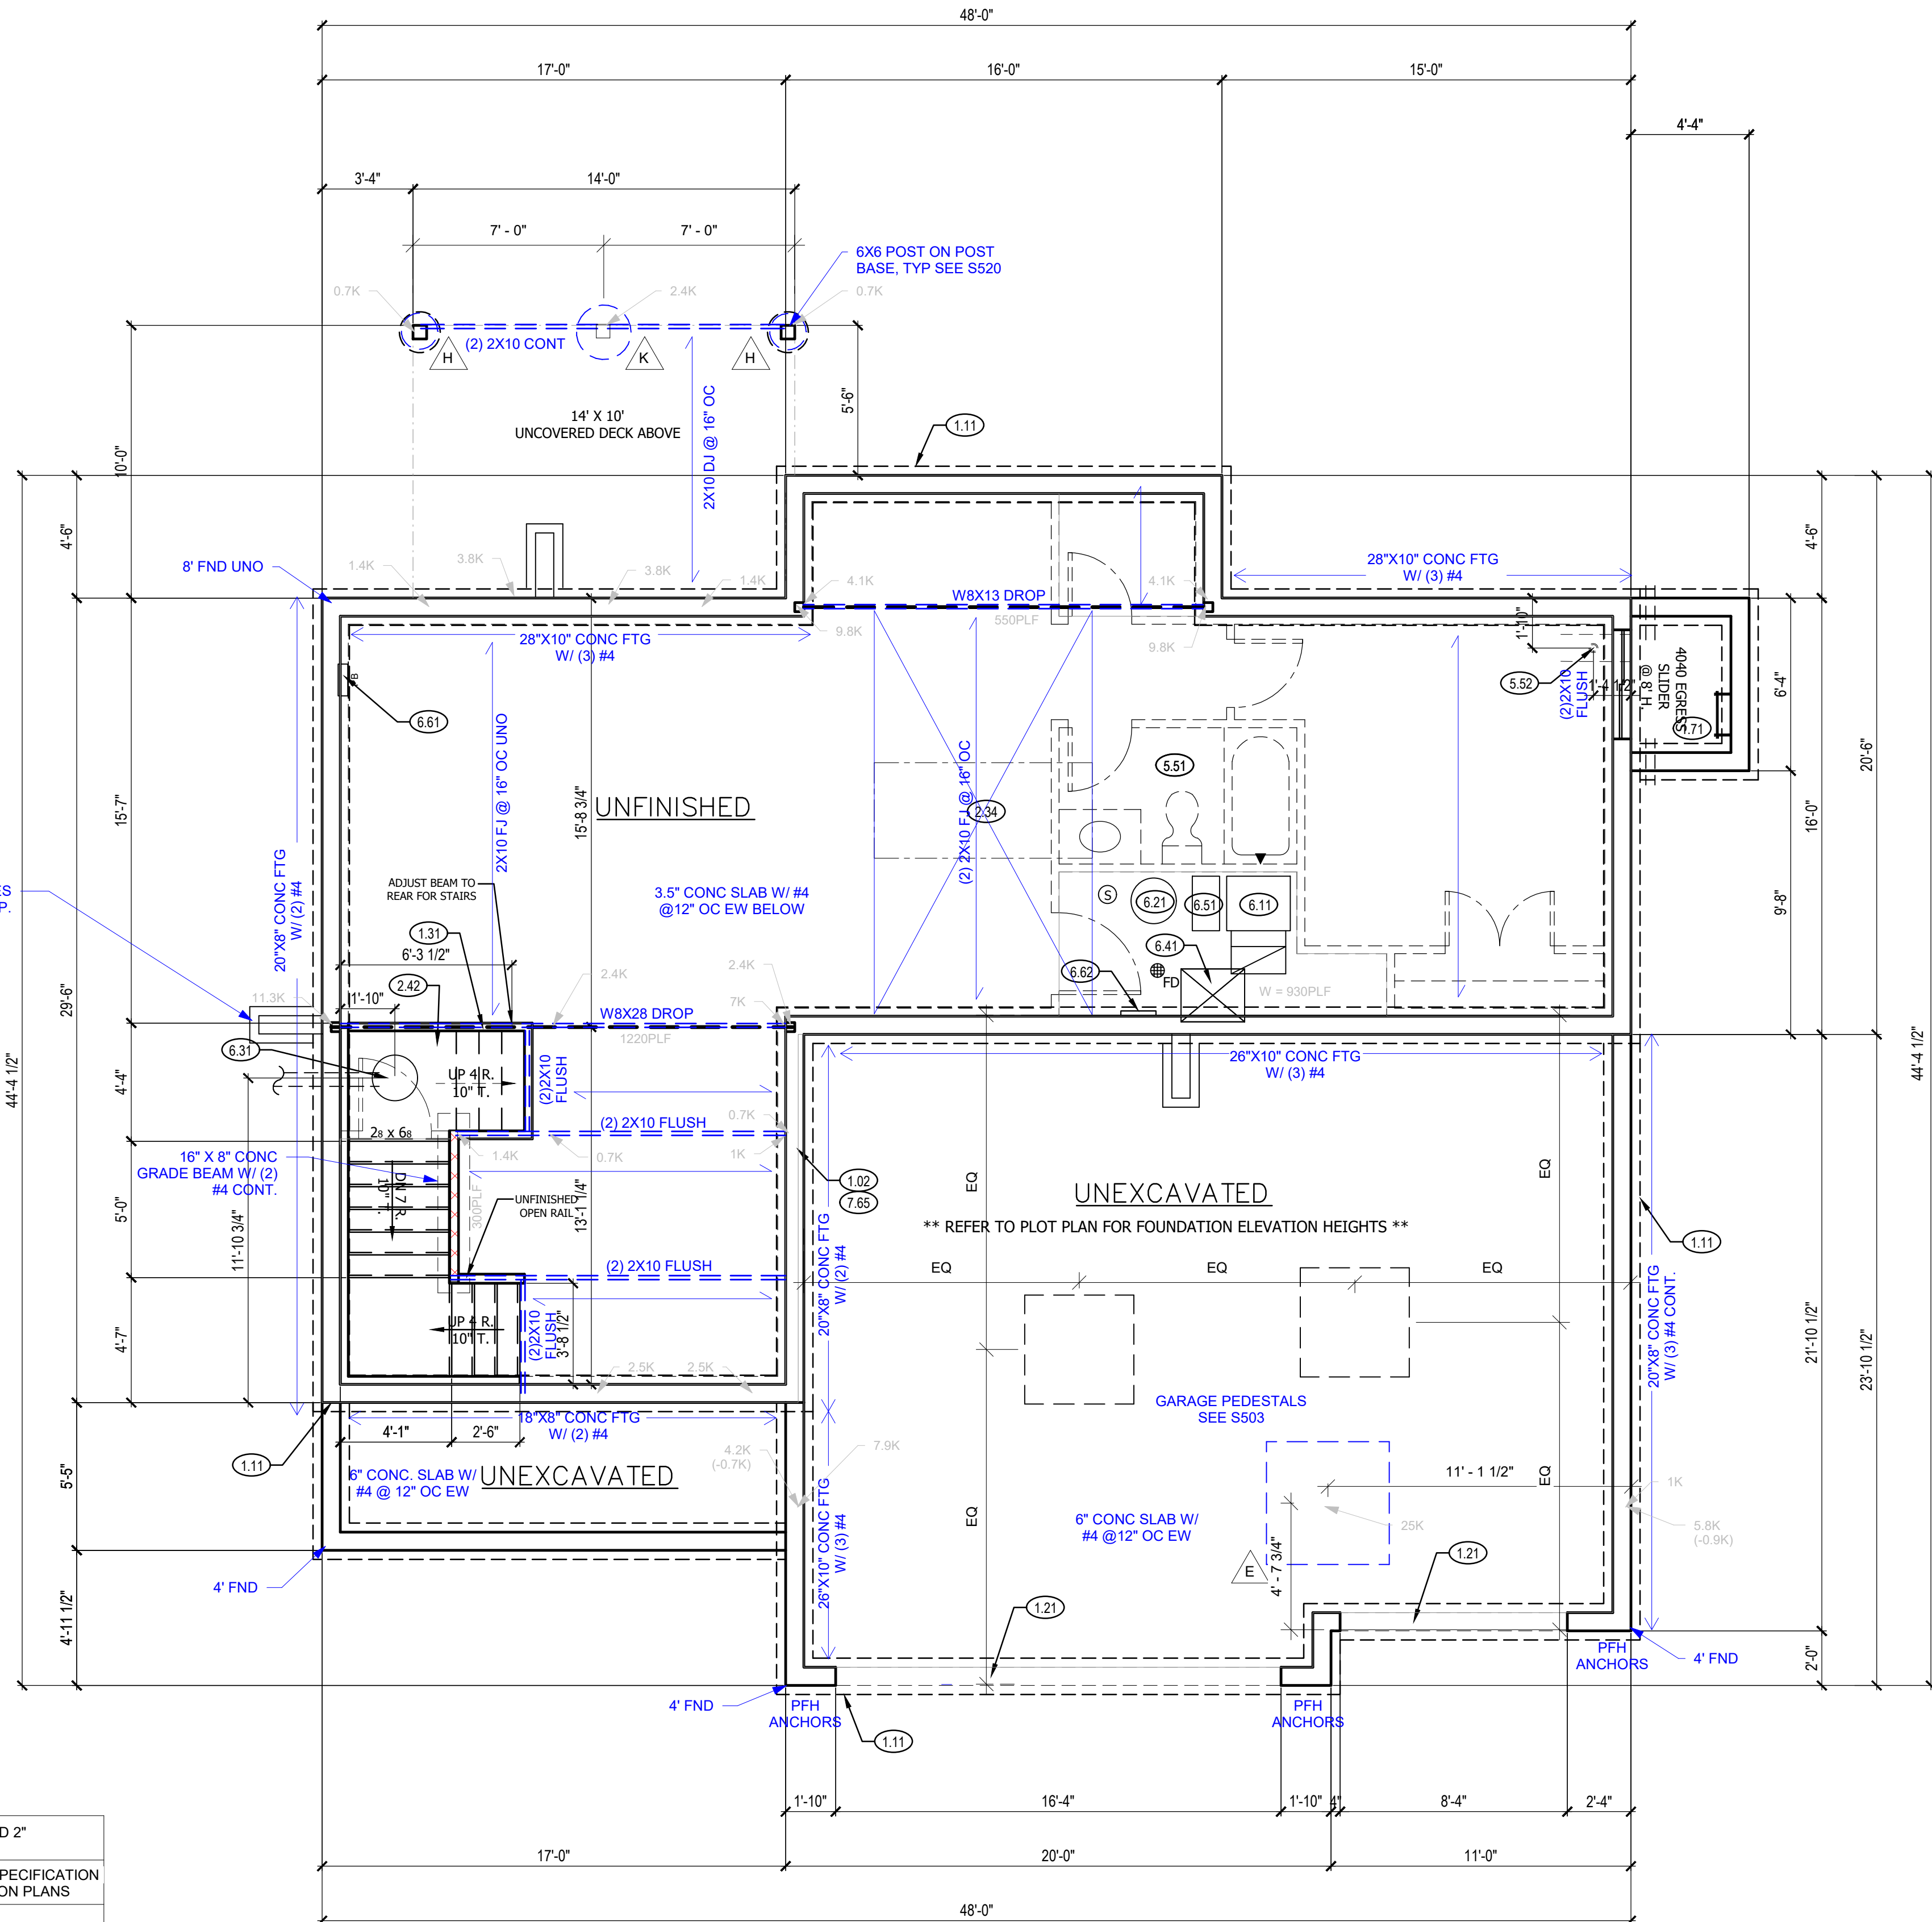 48'-0"
17'-0"
16'-0"
15'-0"
4'-4"
3'-4"
14'-0"
7' - 0"
7' - 0"
6X6 POST ON POST
BASE, TYP SEE S520
0.7K
2.4K
0.7K
(2) 2X10 CONT
H
K
H
14' X 10'
UNCOVERED DECK ABOVE
2X10 DJ @ 16" OC
5'-6"
10'-0"
1.11
4'-6"
4'-6"
8' FND UNO
1.4K
3.8K
3.8K
1.4K
4.1K
4.1K
28"X10" CONC FTG
W/ (3) #4
W8X13 DROP
550PLF
9.8K
9.8K
28"X10" CONC FTG
W/ (3) #4
1'-10"
5.52
1'-4 1/2"
(2)2X10
FLUSH
4040 EGRESS
SLIDER
@ 8' H.
6'-4"
20'-6"
B
6.61
2X10 FJ @ 16" OC UNO
15'-7"
15'-8 3/4"
UNFINISHED
(2) 2X10 FJ @ 16" OC
2.34
5.51
16'-0"
9'-8"
ES
P.
20"X8" CONC FTG
W/ (2) #4
ADJUST BEAM TO
REAR FOR STAIRS
3.5" CONC SLAB W/ #4
@12" OC EW BELOW
S
6.21
6.51
6.11
1.31
6'-3 1/2"
6.41
2.42
2.4K
2.4K
6.62
FD
W = 930PLF
29'-6"
11.3K
1'-10"
7K
W8X28 DROP
1220PLF
44'-4 1/2"
44'-4 1/2"
6.31
4'-4"
UP 4 R.
10" T.
(2)2X10
FLUSH
26"X10" CONC FTG
W/ (3) #4
(2) 2X10 FLUSH
0.7K
28 x 68
1.4K
0.7K
1K
16" X 8" CONC
GRADE BEAM W/ (2)
#4 CONT.
DN 7 R.
10" T.
300PLF
UNFINISHED
OPEN RAIL
13'-1 1/4"
1.02
7.65
EQ
EQ
UNEXCAVATED
** REFER TO PLOT PLAN FOR FOUNDATION ELEVATION HEIGHTS **
5'-0"
11'-10 3/4"
1.11
(2) 2X10 FLUSH
EQ
EQ
EQ
20"X8" CONC FTG
W/ (2) #4
20"X8" CONC FTG
W/ (3) #4 CONT.
UP 4 R.
10" T.
(2)2X10
FLUSH
3'-8 1/2"
4'-7"
21'-10 1/2"
23'-10 1/2"
2.5K
2.5K
GARAGE PEDESTALS
SEE S503
18"X8" CONC FTG
W/ (2) #4
4'-1"
2'-6"
4.2K
(-0.7K)
7.9K
1.11
6" CONC. SLAB W/
#4 @ 12" OC EW
UNEXCAVATED
5'-5"
11' - 1 1/2"
EQ
EQ
1K
26"X10" CONC FTG
W/ (3) #4
6" CONC SLAB W/
#4 @12" OC EW
25K
5.8K
(-0.9K)
E
4' - 7 3/4"
1.21
4' FND
1.21
4'-11 1/2"
PFH
ANCHORS
4' FND
2'-0"
4' FND
PFH
ANCHORS
PFH
ANCHORS
1.11
1'-10"
16'-4"
1'-10"
4"
8'-4"
2'-4"
D 2"
PECIFICATION
ON PLANS
17'-0"
20'-0"
11'-0"
48'-0"